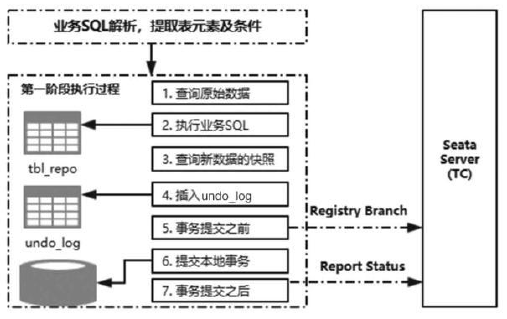 业务SQL解析，提取表元素及条件
第一阶段执行过程
1. 查询原始数据
2. 执行业务SQL
tbl_repo
3. 查询新数据的快照
4. 插入undo_log
undo_log
5. 事务提交之前
6. 提交本地事务
7. 事务提交之后
Registry Branch
Report Status
Seata
Server
(TC)